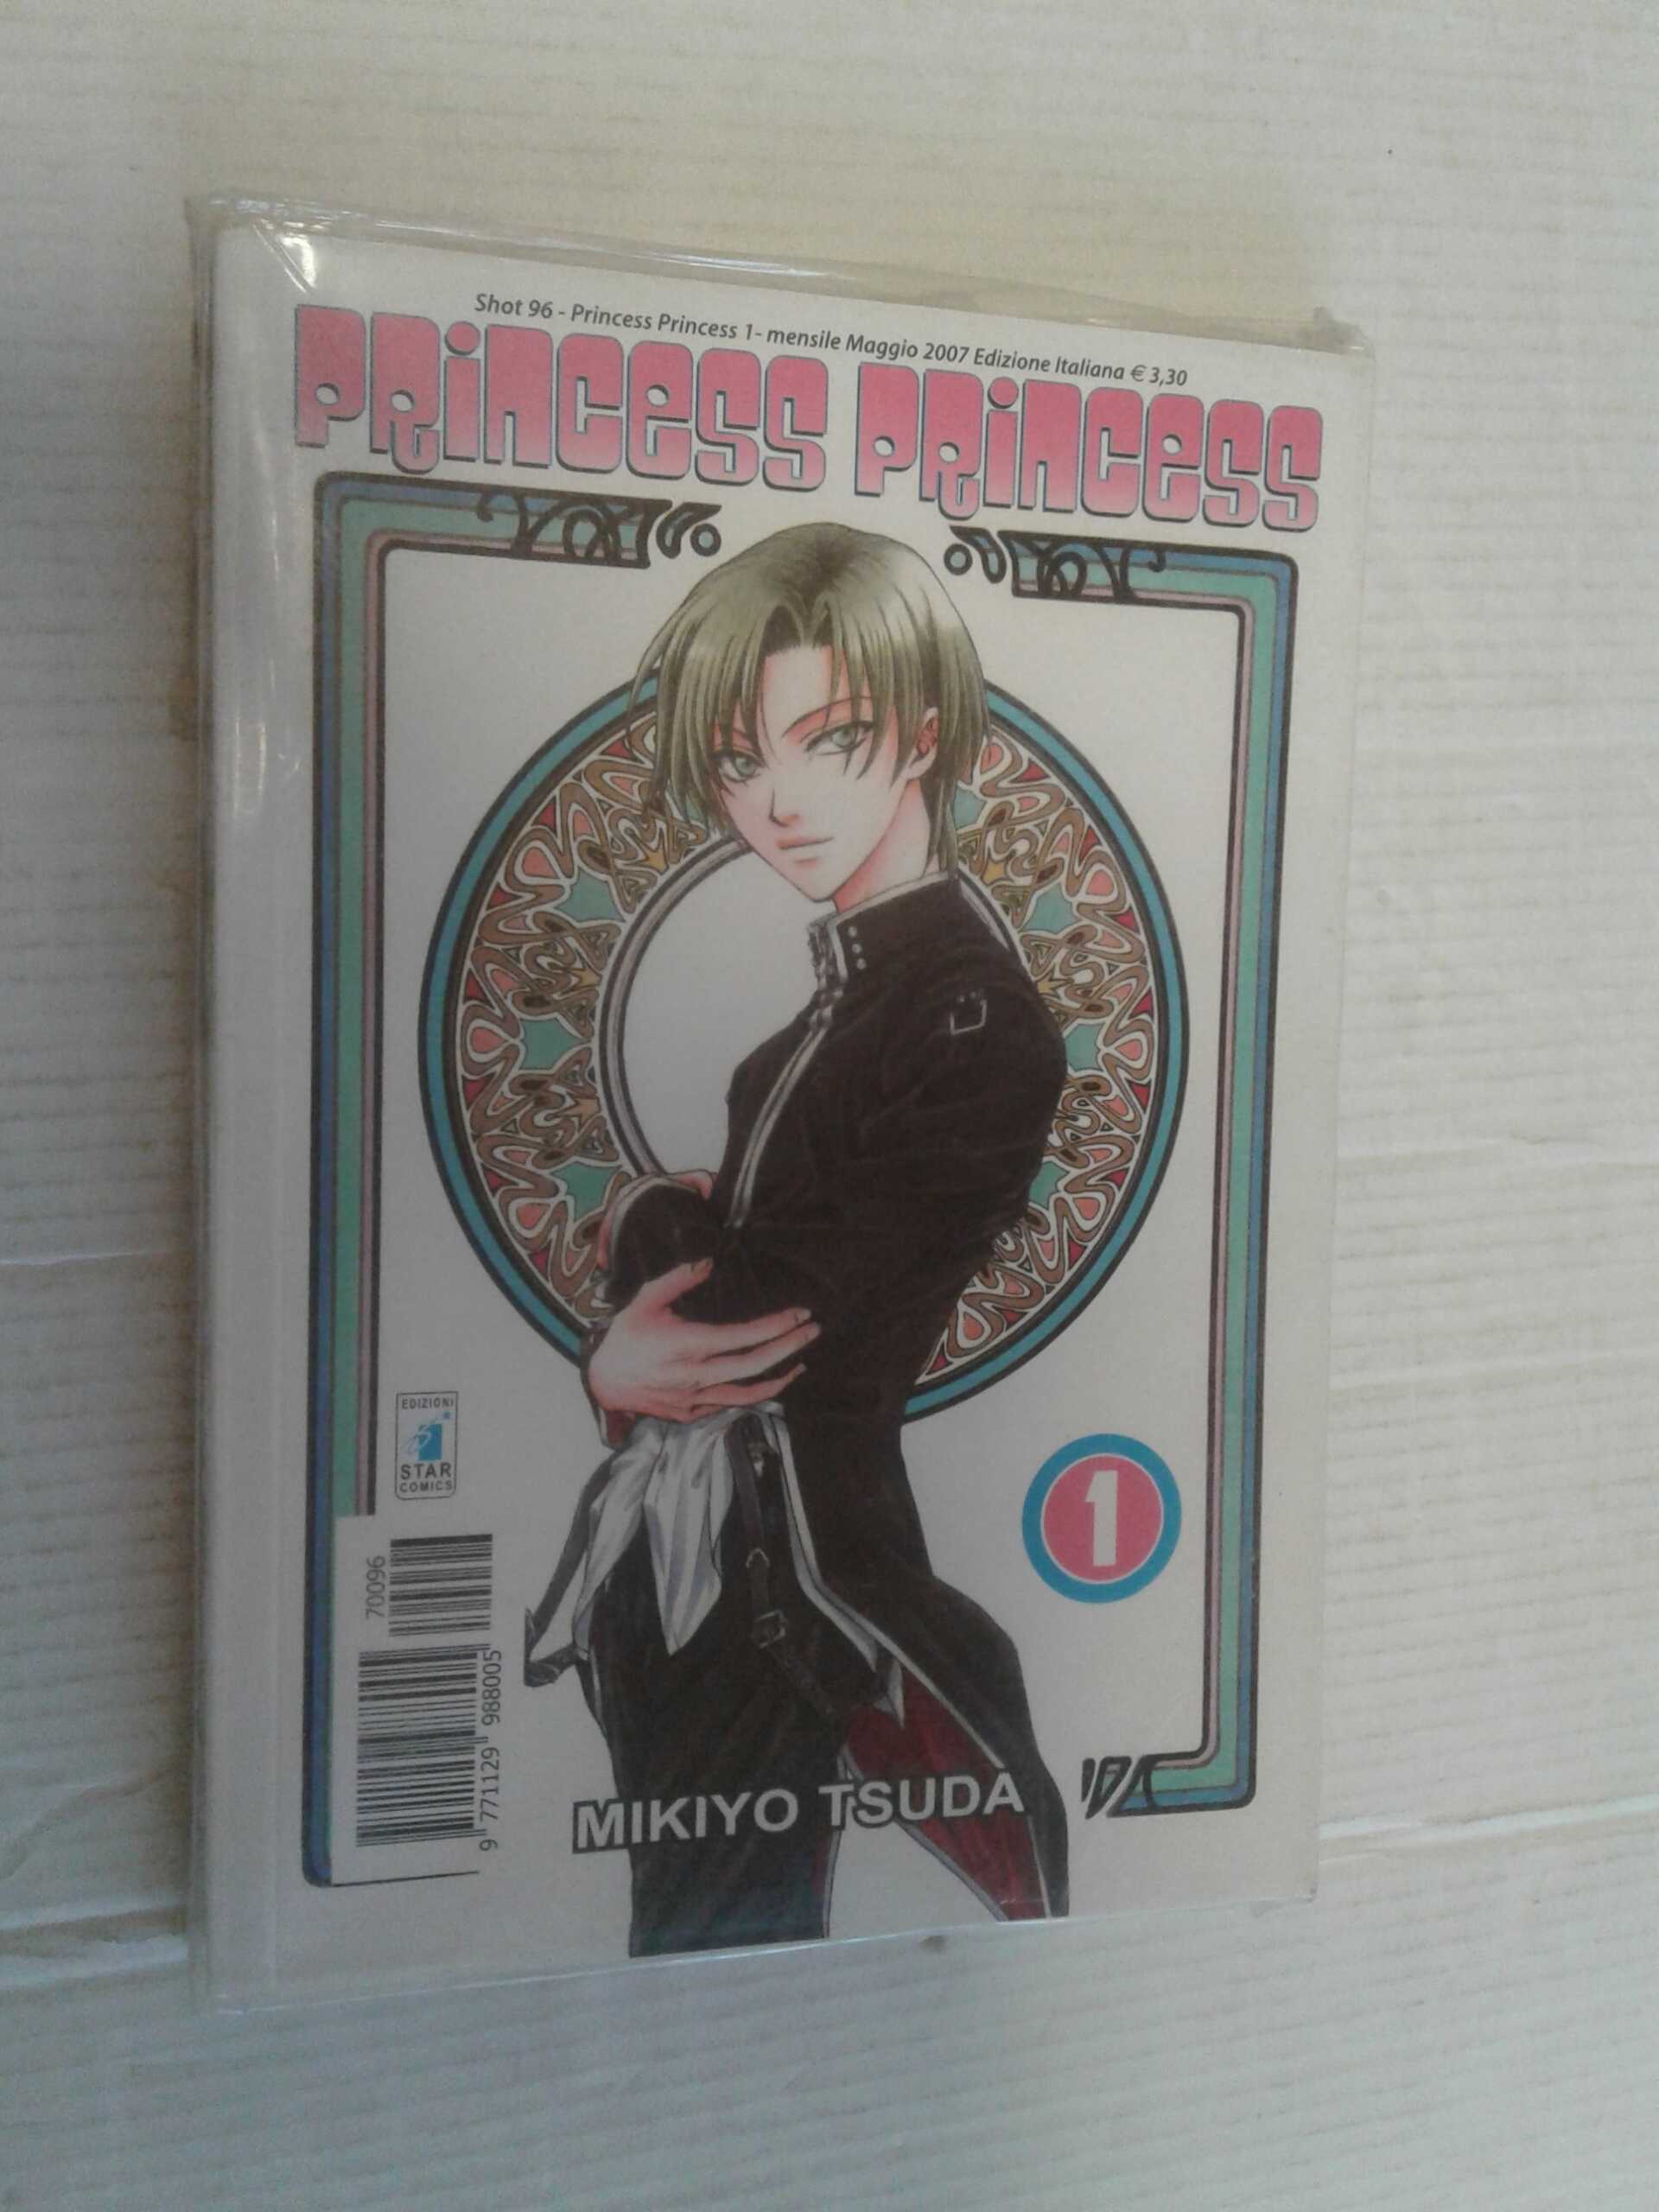 Shot 96 - Princess Princess 1- mensile Maggio 2007 Edizione Italiana € 3,30
PRINCESS PRINCESS
EDIZIONI
STAR
COMICS
1
70096
9 771129 988005
MIKIYO TSUDA